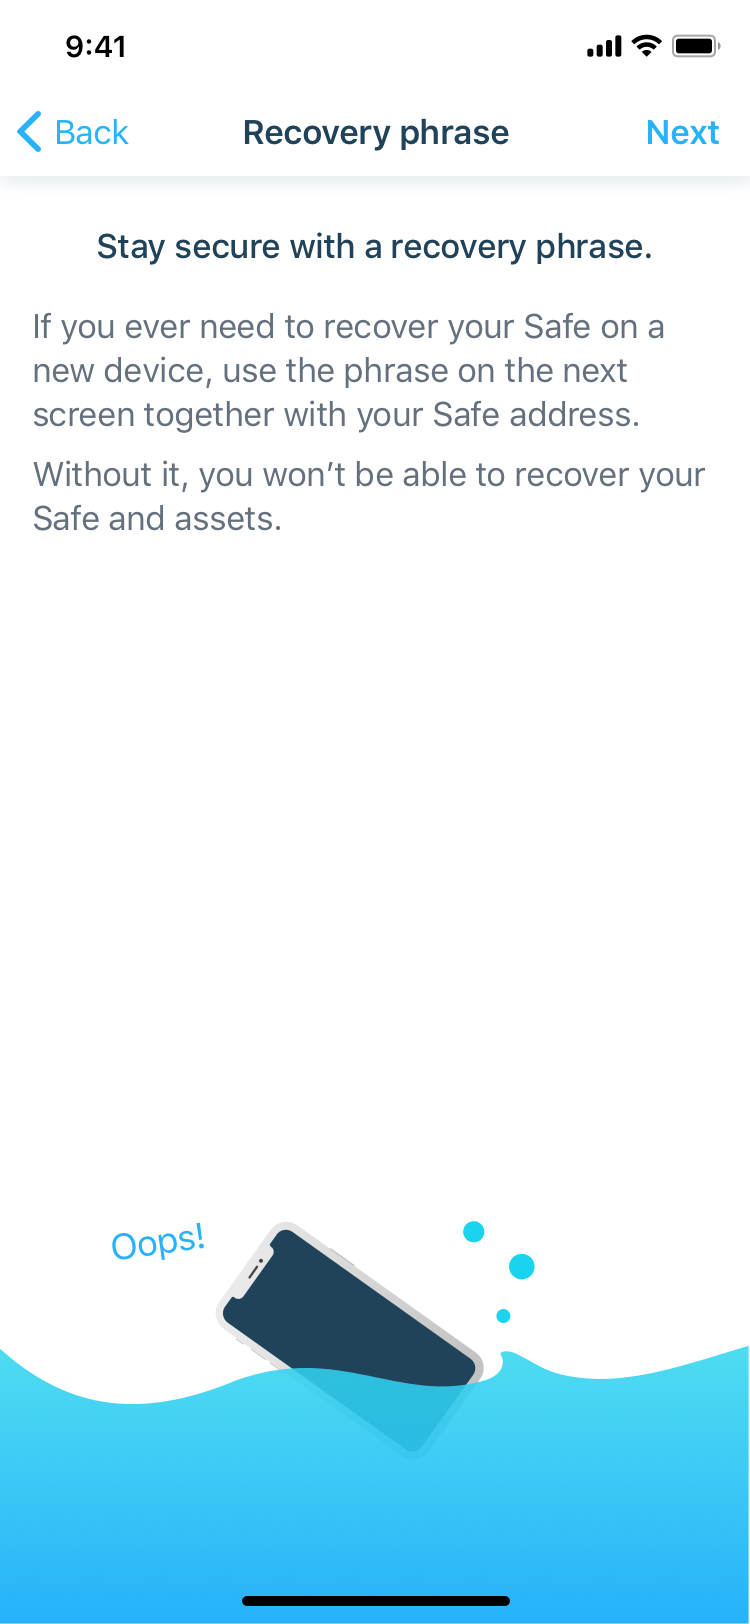 9:41
Back
Recovery phrase
Next
Stay secure with a recovery phrase.
If you ever need to recover your Safe on a
new device, use the phrase on the next
screen together with your Safe address.
Without it, you won’t be able to recover your
Safe and assets.
Oops!